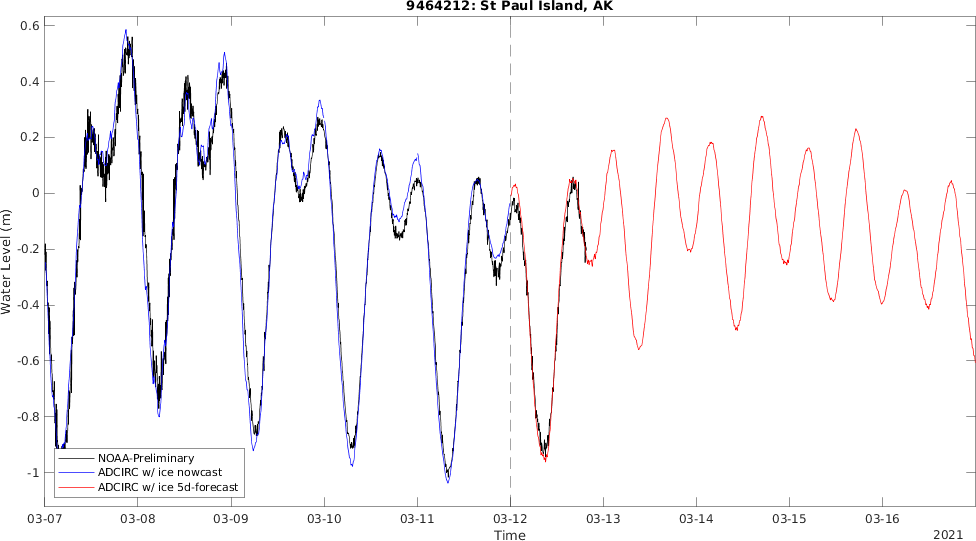 9464212: St Paul Island, AK
Water Level (m)
0.6
0.4
0.2
0
-0.2
-0.4
-0.6
-0.8
-1
NOAA-Preliminary
ADCIRC w/ ice nowcast
ADCIRC w/ ice 5d-forecast
03-07 03-08 03-09 03-10 03-11 03-12 03-13 03-14 03-15 03-16
Time
2021